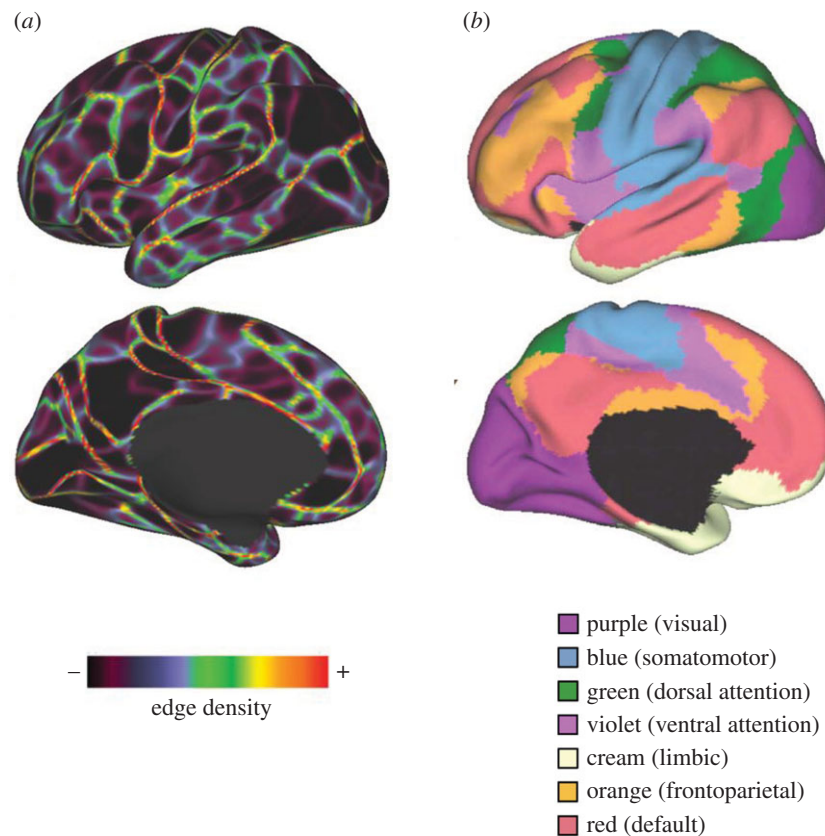 (a)
(b)
– +
edge density
purple (visual)
blue (somatomotor)
green (dorsal attention)
violet (ventral attention)
cream (limbic)
orange (frontoparietal)
red (default)